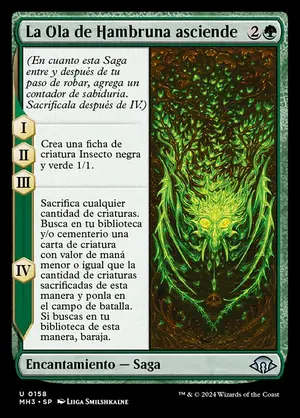 La Ola de Hambruna asciende 2
(En cuanto esta Saga
entre y después de tu
paso de robar, agrega un
contador de sabiduría.
Sacrifícala después de IV.)
I
II
III
Crea una ficha de
criatura Insecto negra
y verde 1/1.
IV
Sacrifica cualquier
cantidad de criaturas.
Busca en tu biblioteca
y/o cementerio una
carta de criatura
con valor de maná
menor o igual que la
cantidad de criaturas
sacrificadas de esta
manera y ponla en
el campo de batalla.
Si buscas en tu
biblioteca de esta
manera, baraja.
Encantamiento — Saga
U 0158
MH3 • SP Liiga Smilshkalne
™ & © 2024 Wizards of the Coast